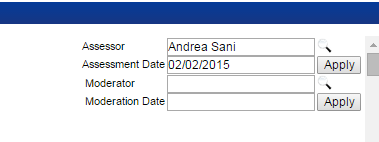 Assessor Andrea Sani
Assessment Date 02/02/2015 Apply
Moderator
Moderation Date Apply